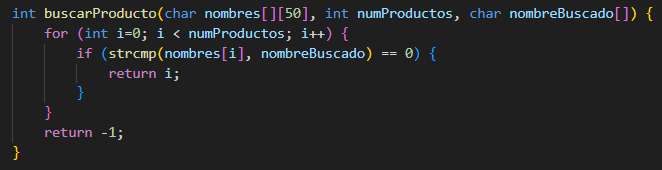 int buscarProducto(char nombres[][50], int numProductos, char nombreBuscado[]) {
    for (int i=0; i < numProductos; i++) {
        if (strcmp(nombres[i], nombreBuscado) == 0) {
            return i;
        }
    }
    return -1;
}